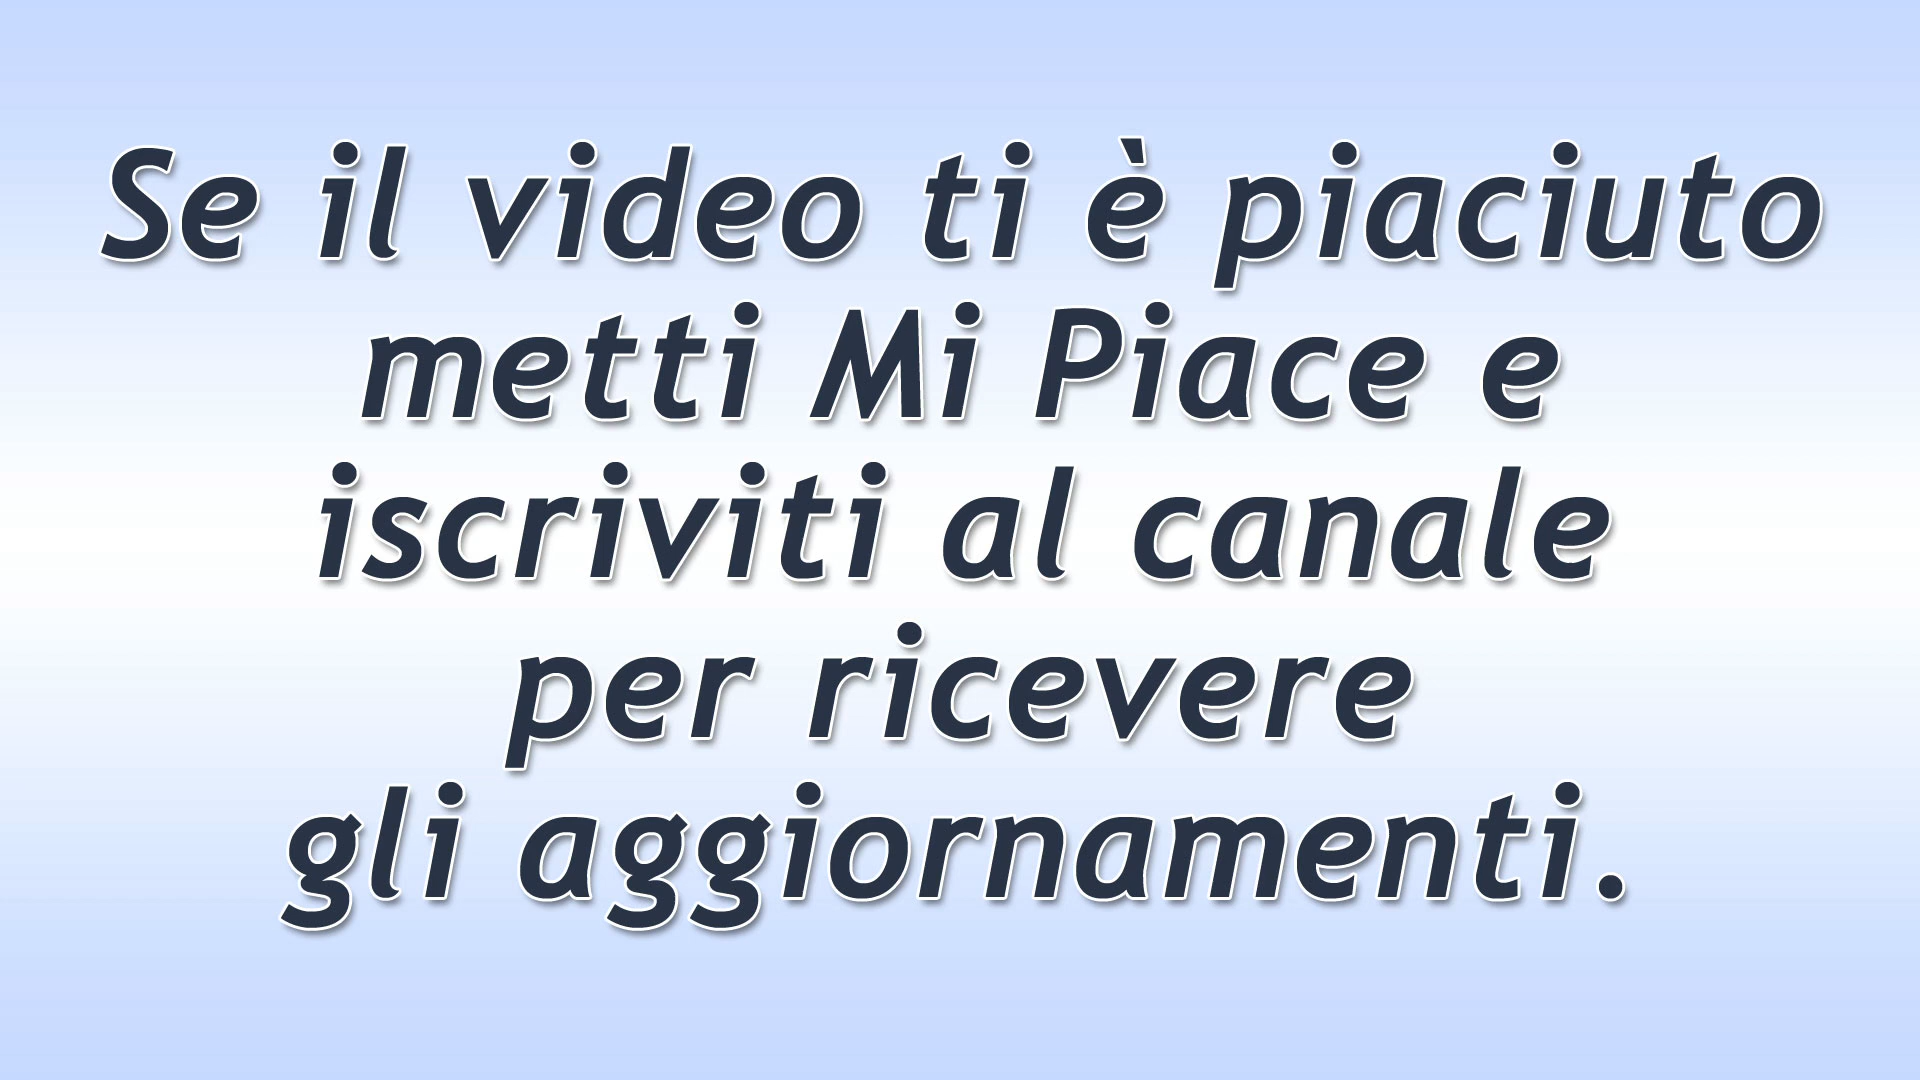 Se il video ti è piaciuto
metti Mi Piace e
iscriviti al canale
per ricevere
gli aggiornamenti.